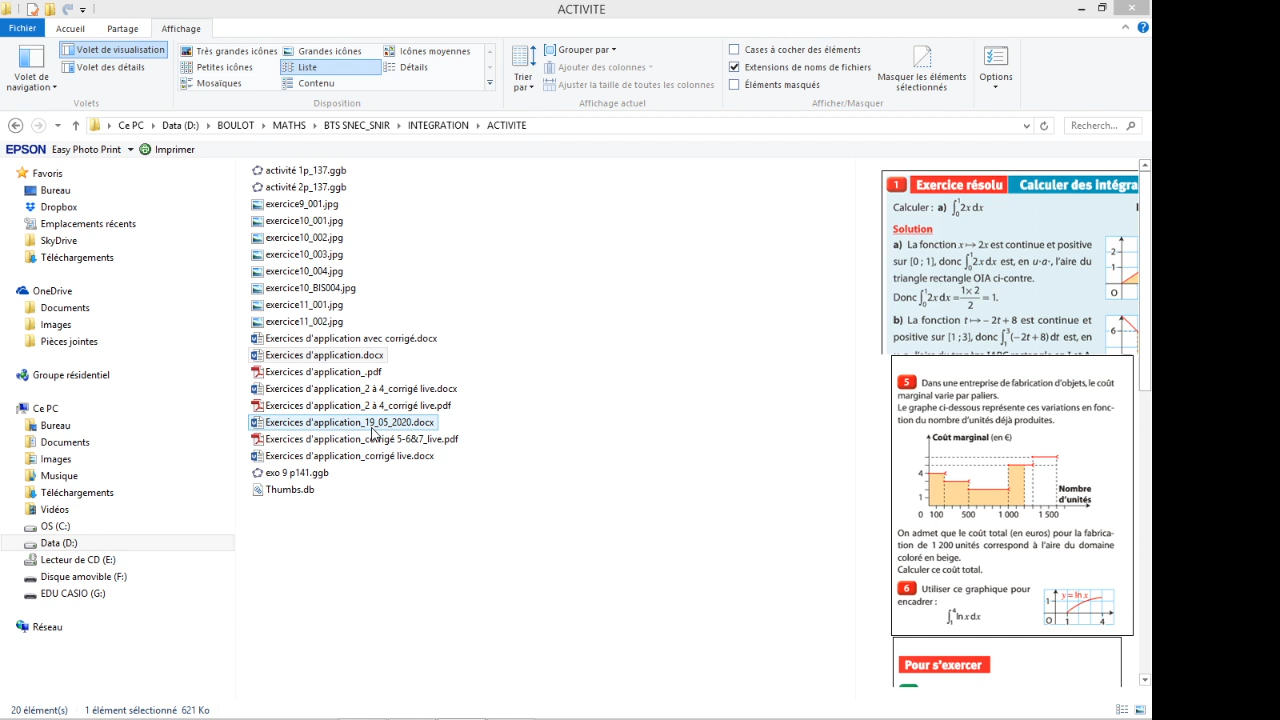 ACTIVITE
Fichier Accueil Partage Affichage
Volet de navigation
Volet de visualisation
Volet des détails
Volets
Très grandes icônes Grandes icônes Icônes moyennes
Petites icônes Liste Détails
Mosaïques Contenu
Disposition
Trier par
Grouper par
Ajouter des colonnes
Ajuster la taille de toutes les colonnes
Affichage actuel
Cases à cocher des éléments
Extensions de noms de fichiers
Éléments masqués
Masquer les éléments sélectionnés
Afficher/Masquer
Options
Ce PC Data (D:) BOULOT MATHS BTS SNEC_SNIR INTEGRATION ACTIVITE
Recherch...
EPSON Easy Photo Print Imprimer
Favoris
Bureau
Dropbox
Emplacements récents
SkyDrive
Téléchargements
OneDrive
Documents
Images
Pièces jointes
Groupe résidentiel
Ce PC
Bureau
Documents
Images
Musique
Téléchargements
Vidéos
OS (C:)
Data (D:)
Lecteur de CD (E:)
Disque amovible (F:)
EDU CASIO (G:)
Réseau
activité 1p_137.ggb
activité 2p_137.ggb
exercice9_001.jpg
exercice10_001.jpg
exercice10_002.jpg
exercice10_003.jpg
exercice10_004.jpg
exercice10_BIS004.jpg
exercice11_001.jpg
exercice11_002.jpg
Exercices d'application avec corrigé.docx
Exercices d'application.docx
Exercices d'application_.pdf
Exercices d'application_2 à 4_corrigé live.docx
Exercices d'application_2 à 4_corrigé live.pdf
Exercices d'application_19_05_2020.docx
Exercices d'application_corrigé 5-6&7_live.pdf
Exercices d'application_corrigé live.docx
exo 9 p141.ggb
Thumbs.db
1 Exercice résolu Calculer des intégra
Calculer : a) ∫₀¹ 2x dx
Solution
a) La fonction x ↦ 2x est continue et positive
sur [0 ; 1], donc ∫₀¹ 2x dx est, en u·a·, l'aire du
triangle rectangle OIA ci-contre.
Donc ∫₀¹ 2x dx = (1 × 2)/2 = 1.
b) La fonction t ↦ – 2t + 8 est continue et
positive sur [1 ; 3], donc ∫₁³ (–2t + 8) dt est, en
2
1
O
6
5 Dans une entreprise de fabrication d'objets, le coût
marginal varie par paliers.
Le graphe ci-dessous représente ces variations en fonc-
tion du nombre d'unités déjà produites.
Coût marginal (en €)
4
1
Nombre d'unités
0 100 500 1 000 1 500
On admet que le coût total (en euros) pour la fabrica-
tion de 1 200 unités correspond à l'aire du domaine
coloré en beige.
Calculer ce coût total.
6 Utiliser ce graphique pour
encadrer :
∫₁⁴ ln x dx
y = ln x
1
O 1 4
Pour s'exercer
20 élément(s) 1 élément sélectionné 621 Ko